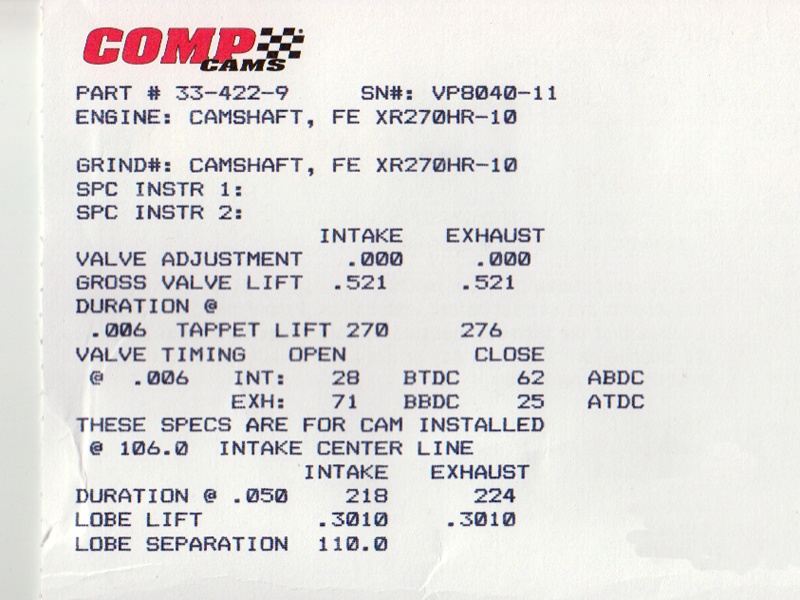 COMP
CAMS
PART # 33-422-9 SN#: VP8040-11
ENGINE: CAMSHAFT, FE XR270HR-10
GRIND#: CAMSHAFT, FE XR270HR-10
SPC INSTR 1:
SPC INSTR 2:
INTAKE EXHAUST
VALVE ADJUSTMENT .000 .000
GROSS VALVE LIFT .521 .521
DURATION @
.006 TAPPET LIFT 270 276
VALVE TIMING OPEN CLOSE
@ .006 INT: 28 BTDC 62 ABDC
EXH: 71 BBDC 25 ATDC
THESE SPECS ARE FOR CAM INSTALLED
@ 106.0 INTAKE CENTER LINE
INTAKE EXHAUST
DURATION @ .050 218 224
LOBE LIFT .3010 .3010
LOBE SEPARATION 110.0